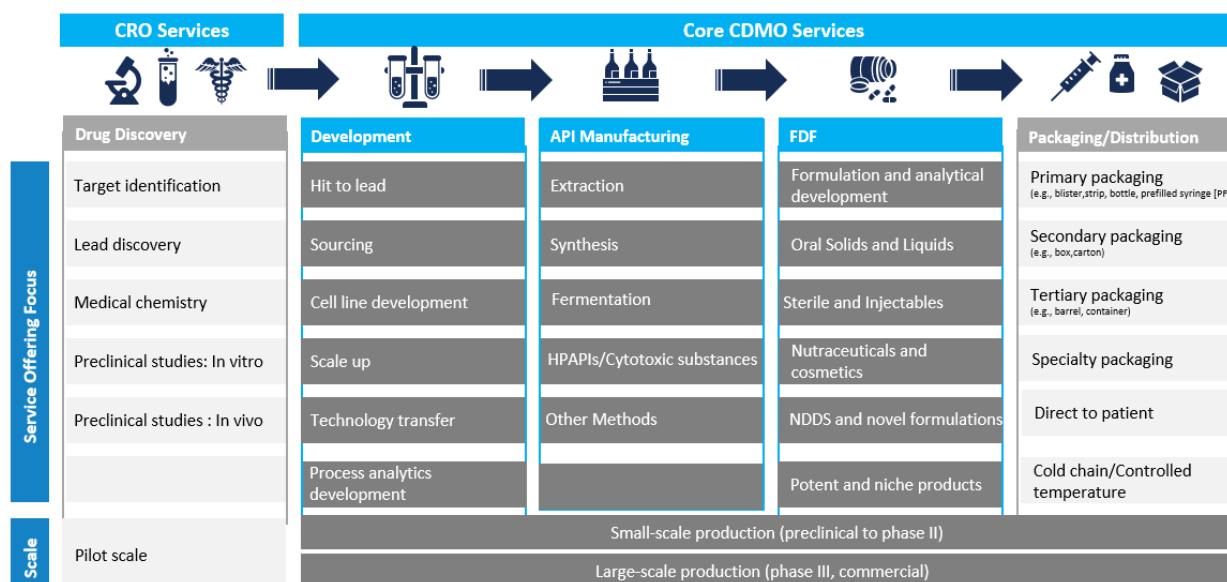 CRO Services
Core CDMO Services
Drug Discovery
Development
API Manufacturing
FDF
Packaging/Distribution
Service Offering Focus
Target identification
Hit to lead
Extraction
Formulation and analytical
development
Primary packaging
(e.g., blister,strip, bottle, prefilled syringe [PF
Lead discovery
Sourcing
Synthesis
Oral Solids and Liquids
Secondary packaging
(e.g., box,carton)
Medical chemistry
Cell line development
Fermentation
Sterile and Injectables
Tertiary packaging
(e.g., barrel, container)
Preclinical studies: In vitro
Scale up
HPAPIs/Cytotoxic substances
Nutraceuticals and
cosmetics
Specialty packaging
Preclinical studies : In vivo
Technology transfer
Other Methods
NDDS and novel formulations
Direct to patient
Process analytics
development
Potent and niche products
Cold chain/Controlled
temperature
Scale
Pilot scale
Small-scale production (preclinical to phase II)
Large-scale production (phase III, commercial)